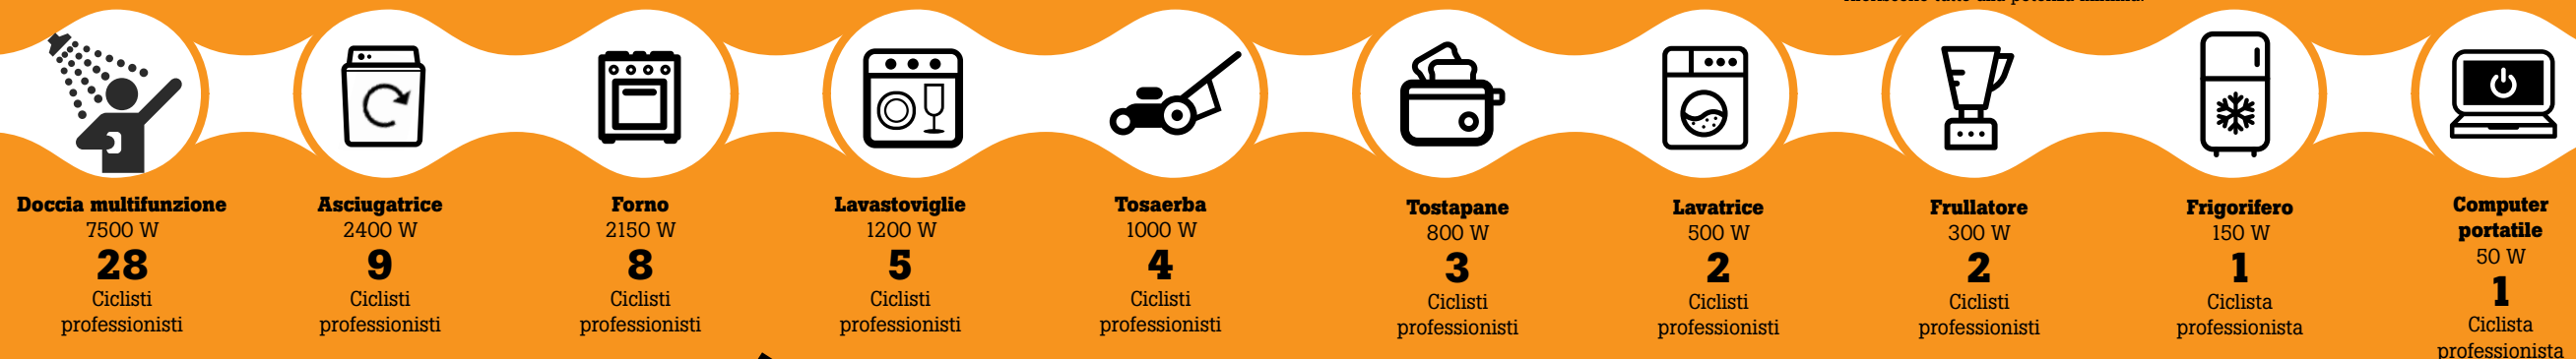 Doccia multifunzione
7500 W
28
Ciclisti
professionisti
Asciugatrice
2400 W
9
Ciclisti
professionisti
Forno
2150 W
8
Ciclisti
professionisti
Lavastoviglie
1200 W
5
Ciclisti
professionisti
Tosaerba
1000 W
4
Ciclisti
professionisti
Tostapane
800 W
3
Ciclisti
professionisti
Lavatrice
500 W
2
Ciclisti
professionisti
Frullatore
300 W
2
Ciclisti
professionisti
Frigorifero
150 W
1
Ciclista
professionista
Computer
portatile
50 W
1
Ciclista
professionista